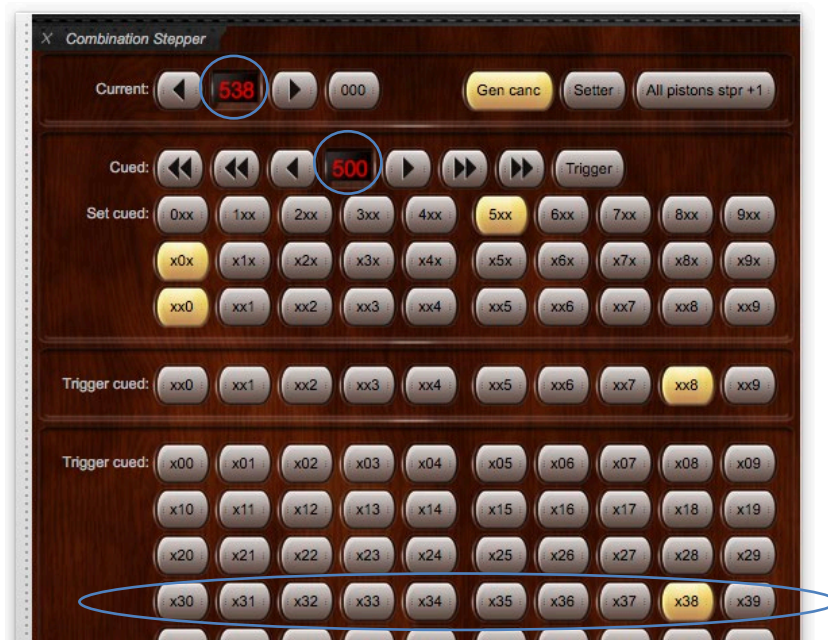 X Combination Stepper
Current: 538 000 Gen canc Setter All pistons stpr +1
Cued: 500 Trigger
Set cued: 0xx 1xx 2xx 3xx 4xx 5xx 6xx 7xx 8xx 9xx
x0x x1x x2x x3x x4x x5x x6x x7x x8x x9x
xx0 xx1 xx2 xx3 xx4 xx5 xx6 xx7 xx8 xx9
Trigger cued: xx0 xx1 xx2 xx3 xx4 xx5 xx6 xx7 xx8 xx9
Trigger cued: x00 x01 x02 x03 x04 x05 x06 x07 x08 x09
x10 x11 x12 x13 x14 x15 x16 x17 x18 x19
x20 x21 x22 x23 x24 x25 x26 x27 x28 x29
x30 x31 x32 x33 x34 x35 x36 x37 x38 x39